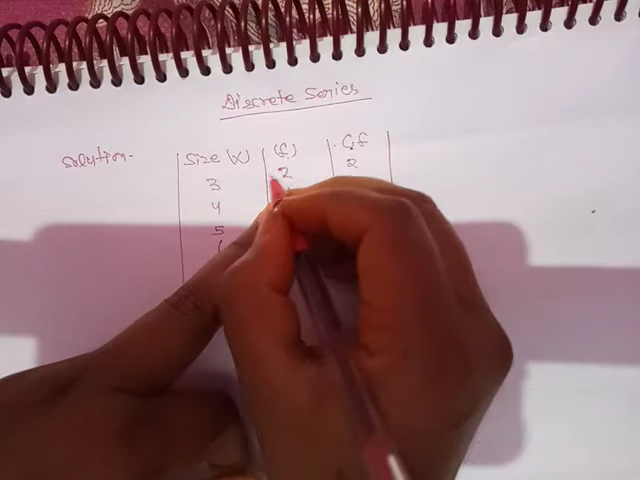 Discrete Series
Solution-
Size (X) (f) C.f
3 2 2
4
5